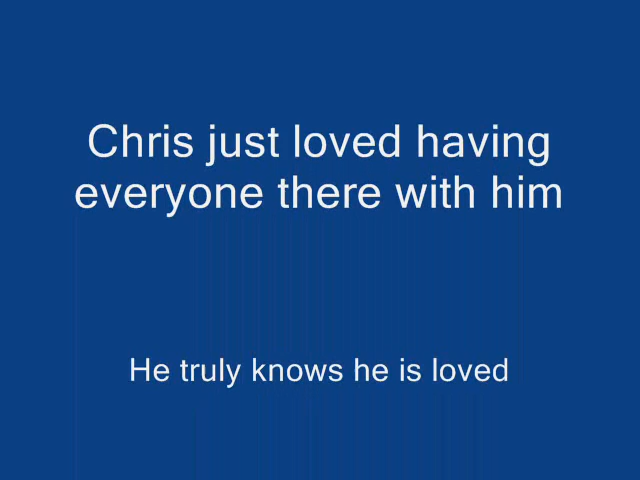 Chris just loved having
everyone there with him
He truly knows he is loved